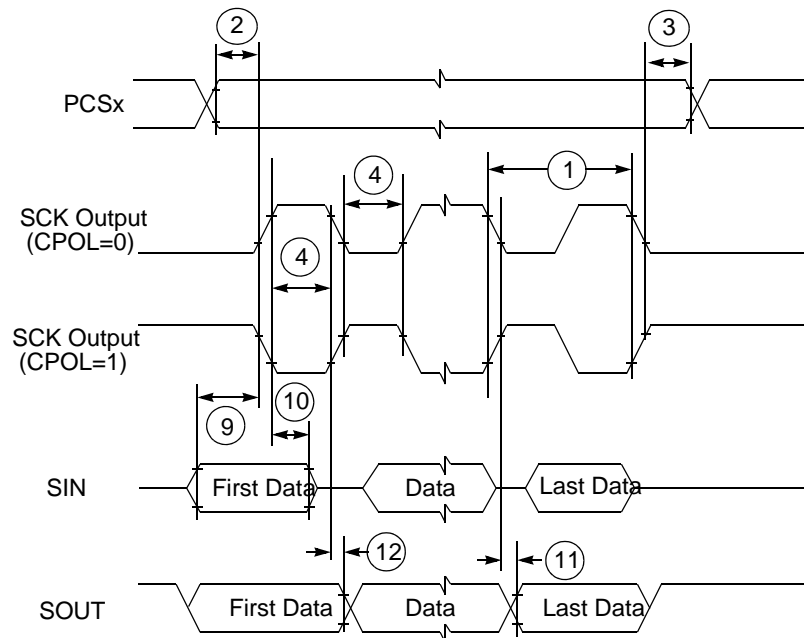 2
3
PCSx
1
4
SCK Output
(CPOL=0)
4
SCK Output
(CPOL=1)
9
10
SIN
First Data
Data
Last Data
12
11
SOUT
First Data
Data
Last Data